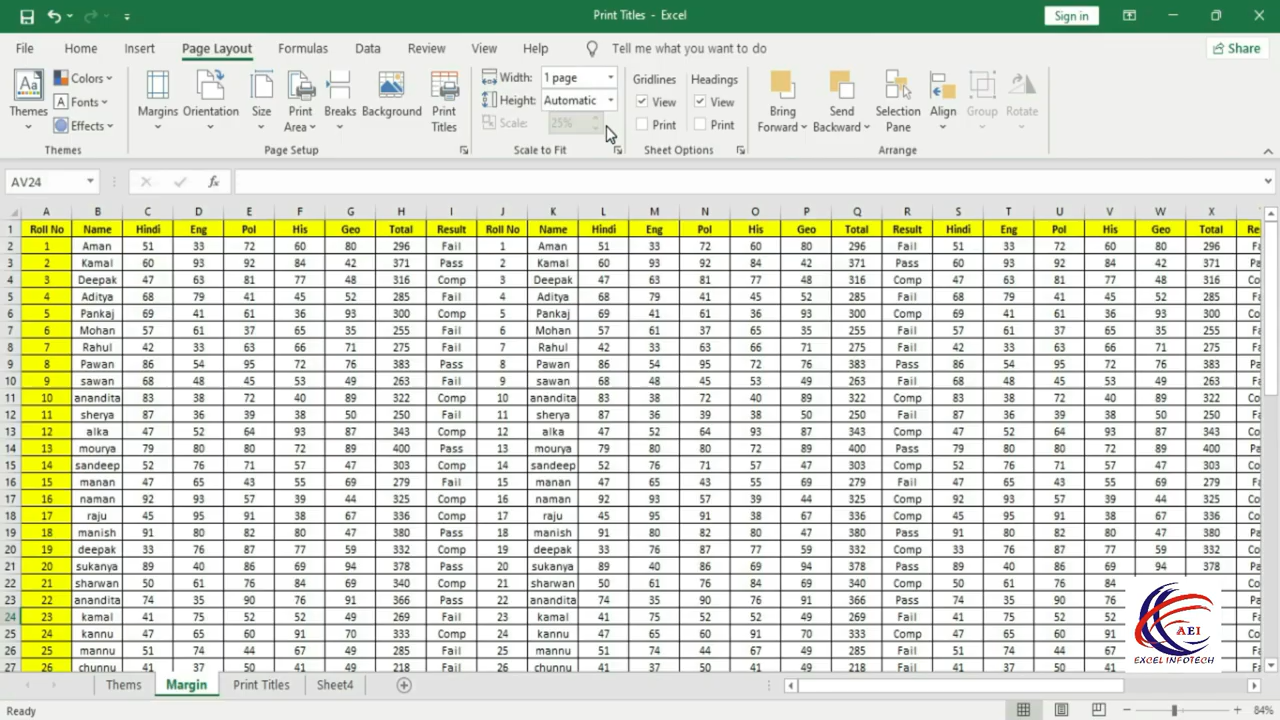 Print Titles - Excel
Sign in
File Home Insert Page Layout Formulas Data Review View Help Tell me what you want to do Share
Themes Colors Fonts Effects Margins Orientation Size Print Area Breaks Background Print Titles Width: 1 page Height: Automatic Scale: 25% Gridlines View Print Headings View Print Bring Forward Send Backward Selection Pane Align Group Rotate
Themes Page Setup Scale to Fit Sheet Options Arrange
AV24 fx
A B C D E F G H I J K L M N O P Q R S T U V W X
1 Roll No Name Hindi Eng Pol His Geo Total Result Roll No Name Hindi Eng Pol His Geo Total Result Hindi Eng Pol His Geo Total Re
2 1 Aman 51 33 72 60 80 296 Fail 1 Aman 51 33 72 60 80 296 Fail 51 33 72 60 80 296 Fa
3 2 Kamal 60 93 92 84 42 371 Pass 2 Kamal 60 93 92 84 42 371 Pass 60 93 92 84 42 371 Pa
4 3 Deepak 47 63 81 77 48 316 Comp 3 Deepak 47 63 81 77 48 316 Comp 47 63 81 77 48 316 Co
5 4 Aditya 68 79 41 45 52 285 Fail 4 Aditya 68 79 41 45 52 285 Fail 68 79 41 45 52 285 Fa
6 5 Pankaj 69 41 61 36 93 300 Comp 5 Pankaj 69 41 61 36 93 300 Comp 69 41 61 36 93 300 Co
7 6 Mohan 57 61 37 65 35 255 Fail 6 Mohan 57 61 37 65 35 255 Fail 57 61 37 65 35 255 Fa
8 7 Rahul 42 33 63 66 71 275 Fail 7 Rahul 42 33 63 66 71 275 Fail 42 33 63 66 71 275 Fa
9 8 Pawan 86 54 95 72 76 383 Pass 8 Pawan 86 54 95 72 76 383 Pass 86 54 95 72 76 383 Pa
10 9 sawan 68 48 45 53 49 263 Fail 9 sawan 68 48 45 53 49 263 Fail 68 48 45 53 49 263 Fa
11 10 anandita 83 38 72 40 89 322 Comp 10 anandita 83 38 72 40 89 322 Comp 83 38 72 40 89 322 Co
12 11 sherya 87 36 39 38 50 250 Fail 11 sherya 87 36 39 38 50 250 Fail 87 36 39 38 50 250 Fa
13 12 alka 47 52 64 93 87 343 Comp 12 alka 47 52 64 93 87 343 Comp 47 52 64 93 87 343 Co
14 13 mourya 79 80 80 72 89 400 Pass 13 mourya 79 80 80 72 89 400 Pass 79 80 80 72 89 400 Pa
15 14 sandeep 52 76 71 57 47 303 Comp 14 sandeep 52 76 71 57 47 303 Comp 52 76 71 57 47 303 Co
16 15 manan 47 65 43 55 69 279 Fail 15 manan 47 65 43 55 69 279 Fail 47 65 43 55 69 279 Fa
17 16 naman 92 93 57 39 44 325 Comp 16 naman 92 93 57 39 44 325 Comp 92 93 57 39 44 325 Co
18 17 raju 45 95 91 38 67 336 Comp 17 raju 45 95 91 38 67 336 Comp 45 95 91 38 67 336 Co
19 18 manish 91 80 82 80 47 380 Pass 18 manish 91 80 82 80 47 380 Pass 91 80 82 80 47 380 Pa
20 19 deepak 33 76 87 77 59 332 Comp 19 deepak 33 76 87 77 59 332 Comp 33 76 87 77 59 332 Co
21 20 sukanya 89 40 86 69 94 378 Pass 20 sukanya 89 40 86 69 94 378 Pass 89 40 86 69 94 378 Pa
22 21 sharwan 50 61 76 84 69 340 Comp 21 sharwan 50 61 76 84 69 340 Comp 50 61 76 84
23 22 anandita 74 35 90 76 91 366 Pass 22 anandita 74 35 90 76 91 366 Pass 74 35 90 76
24 23 kamal 41 75 52 52 49 269 Fail 23 kamal 41 75 52 52 49 269 Fail 41 75 52 52
25 24 kannu 47 65 60 91 70 333 Comp 24 kannu 47 65 60 91 70 333 Comp 47 65 60 91
26 25 mannu 51 74 44 67 49 285 Fail 25 mannu 51 74 44 67 49 285 Fail 51 74 44 67
27 26 chunnu 41 37 50 41 49 218 Fail 26 chunnu 41 37 50 41 49 218 Fail 41 37 50 41
AEI
EXCEL INFOTECH
Thems Margin Print Titles Sheet4
Ready 84%